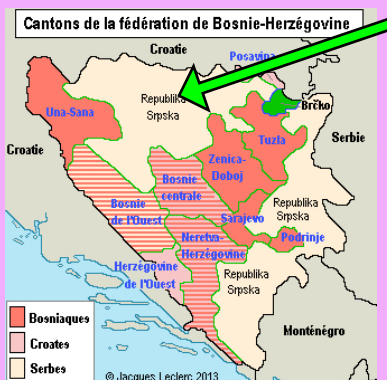 Cantons de la fédération de Bosnie-Herzégovine
Croatie
Posavina
Una-Sana
Republika
Srpska
Brčko
Croatie
Tuzla
Serbie
Zenica-
Doboj
Bosnie
centrale
Bosnie
de l'Ouest
Republika
Srpska
Sarajevo
Neretva-
Herzégovine
Podrinje
Herzégovine
de l'Ouest
Republika
Srpska
Bosniaques
Croates
Serbes
Monténégro
© Jacques Leclerc 2013